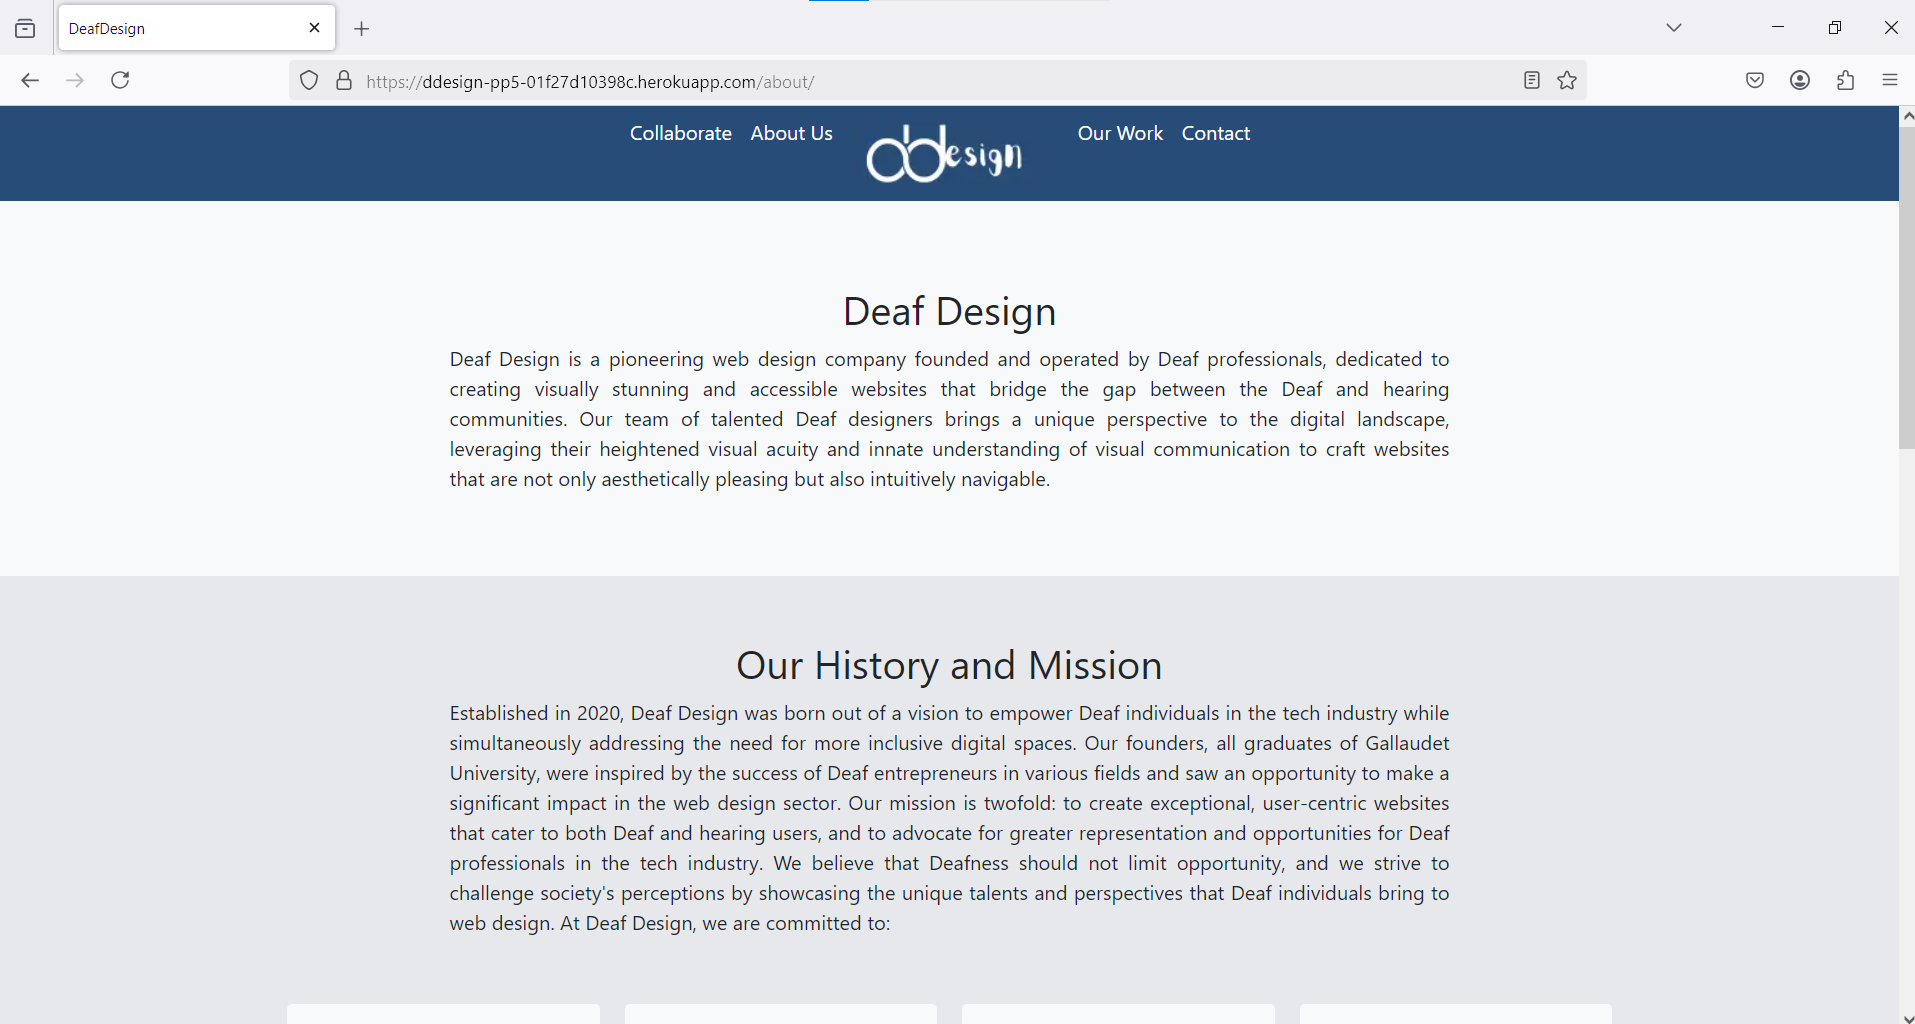 DeafDesign
https://ddesign-pp5-01f27d10398c.herokuapp.com/about/
Collaborate About Us ddesign Our Work Contact
Deaf Design
Deaf Design is a pioneering web design company founded and operated by Deaf professionals, dedicated to
creating visually stunning and accessible websites that bridge the gap between the Deaf and hearing
communities. Our team of talented Deaf designers brings a unique perspective to the digital landscape,
leveraging their heightened visual acuity and innate understanding of visual communication to craft websites
that are not only aesthetically pleasing but also intuitively navigable.
Our History and Mission
Established in 2020, Deaf Design was born out of a vision to empower Deaf individuals in the tech industry while
simultaneously addressing the need for more inclusive digital spaces. Our founders, all graduates of Gallaudet
University, were inspired by the success of Deaf entrepreneurs in various fields and saw an opportunity to make a
significant impact in the web design sector. Our mission is twofold: to create exceptional, user-centric websites
that cater to both Deaf and hearing users, and to advocate for greater representation and opportunities for Deaf
professionals in the tech industry. We believe that Deafness should not limit opportunity, and we strive to
challenge society's perceptions by showcasing the unique talents and perspectives that Deaf individuals bring to
web design. At Deaf Design, we are committed to: